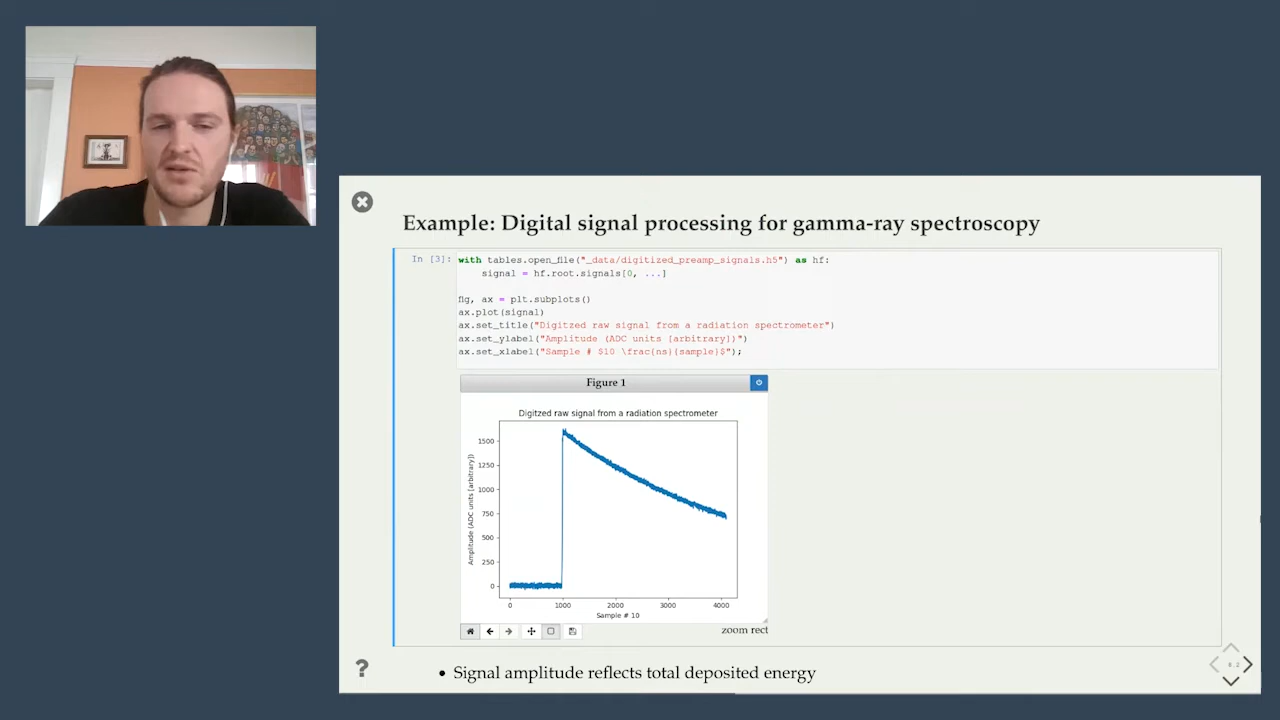 Example: Digital signal processing for gamma-ray spectroscopy
In [3]: with tables.open_file("_data/digitized_preamp_signals.h5") as hf:
signal = hf.root.signals[0, ...]
fig, ax = plt.subplots()
ax.plot(signal)
ax.set_title("Digitzed raw signal from a radiation spectrometer")
ax.set_ylabel("Amplitude (ADC units [arbitrary])")
ax.set_xlabel("Sample # $10 \frac{ns}{sample}$");
Figure 1
Digitzed raw signal from a radiation spectrometer
Amplitude (ADC units [arbitrary])
1500
1250
1000
750
500
250
0
0 1000 2000 3000 4000
Sample # 10
zoom rect
• Signal amplitude reflects total deposited energy
?
8.2